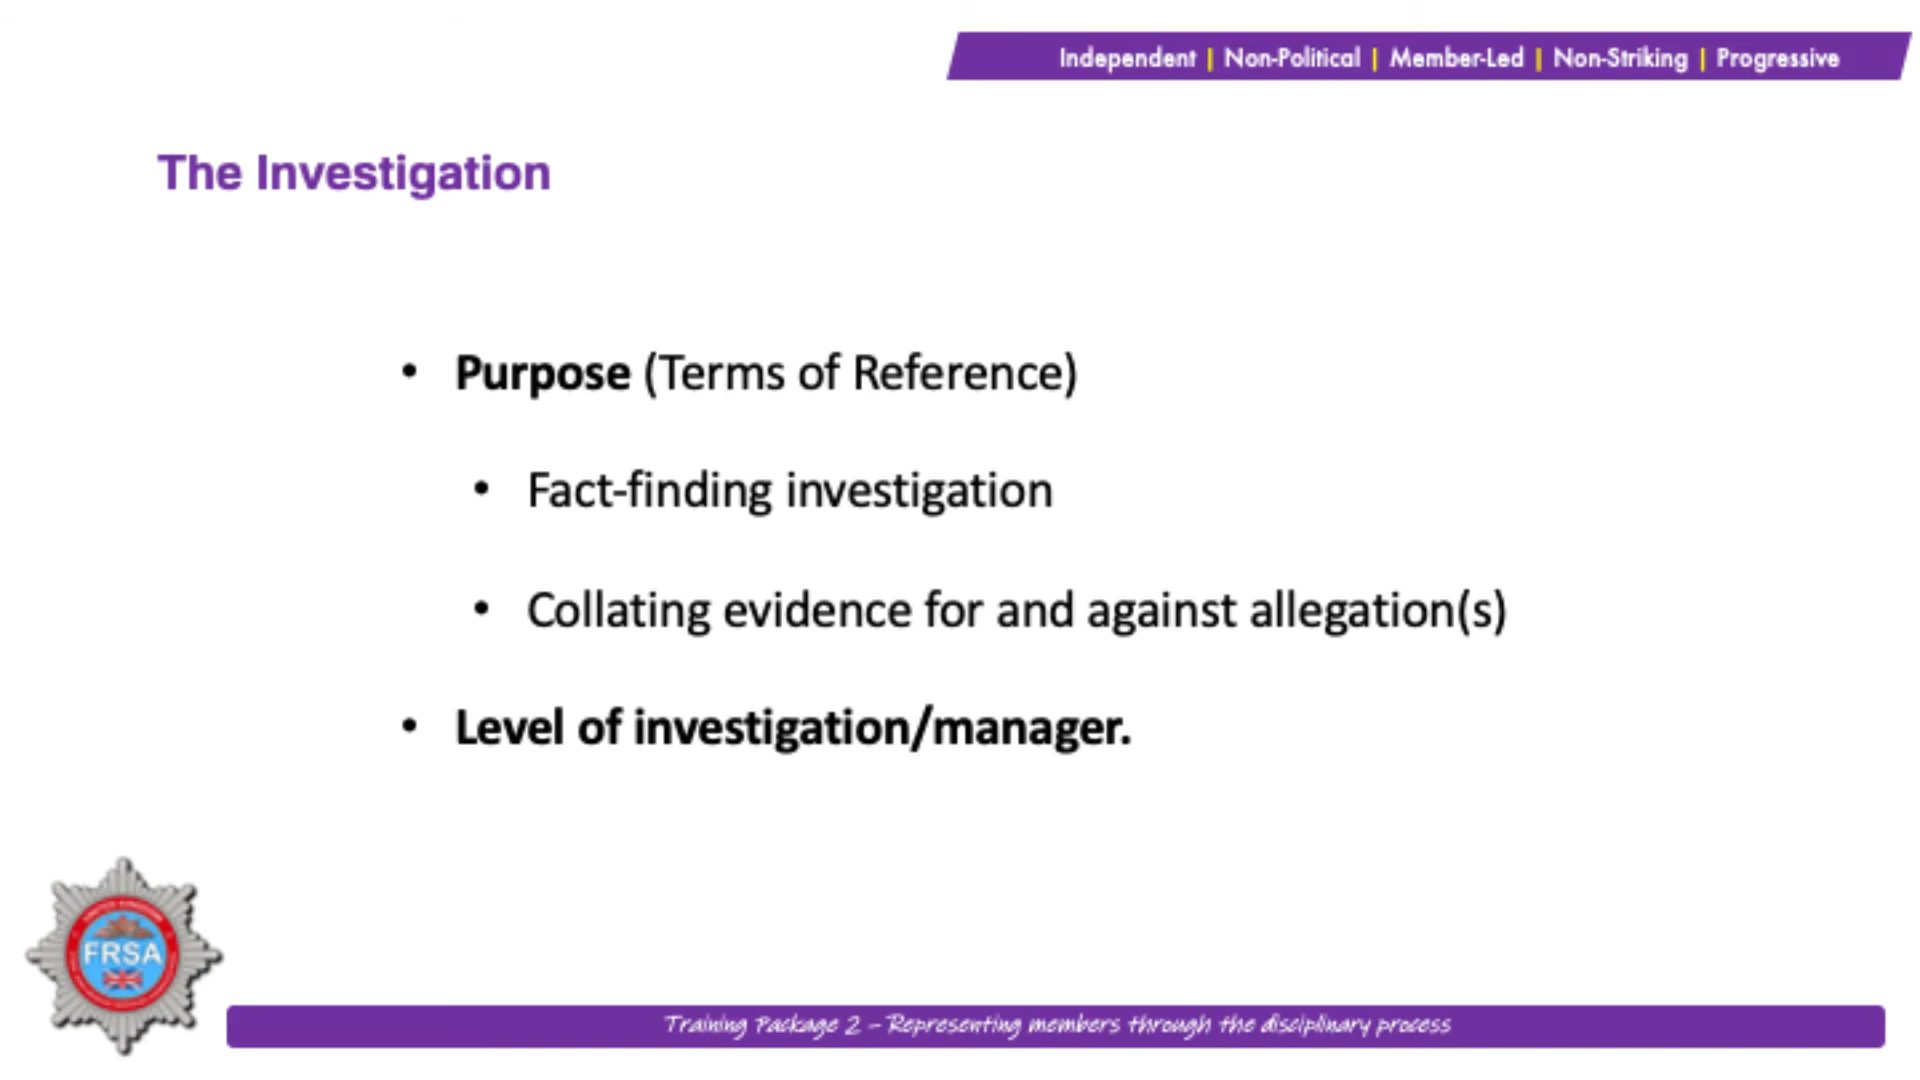 Independent | Non-Political | Member-Led | Non-Striking | Progressive
The Investigation
• Purpose (Terms of Reference)
• Fact-finding investigation
• Collating evidence for and against allegation(s)
• Level of investigation/manager.
FRSA
Training Package 2 – Representing members through the disciplinary process